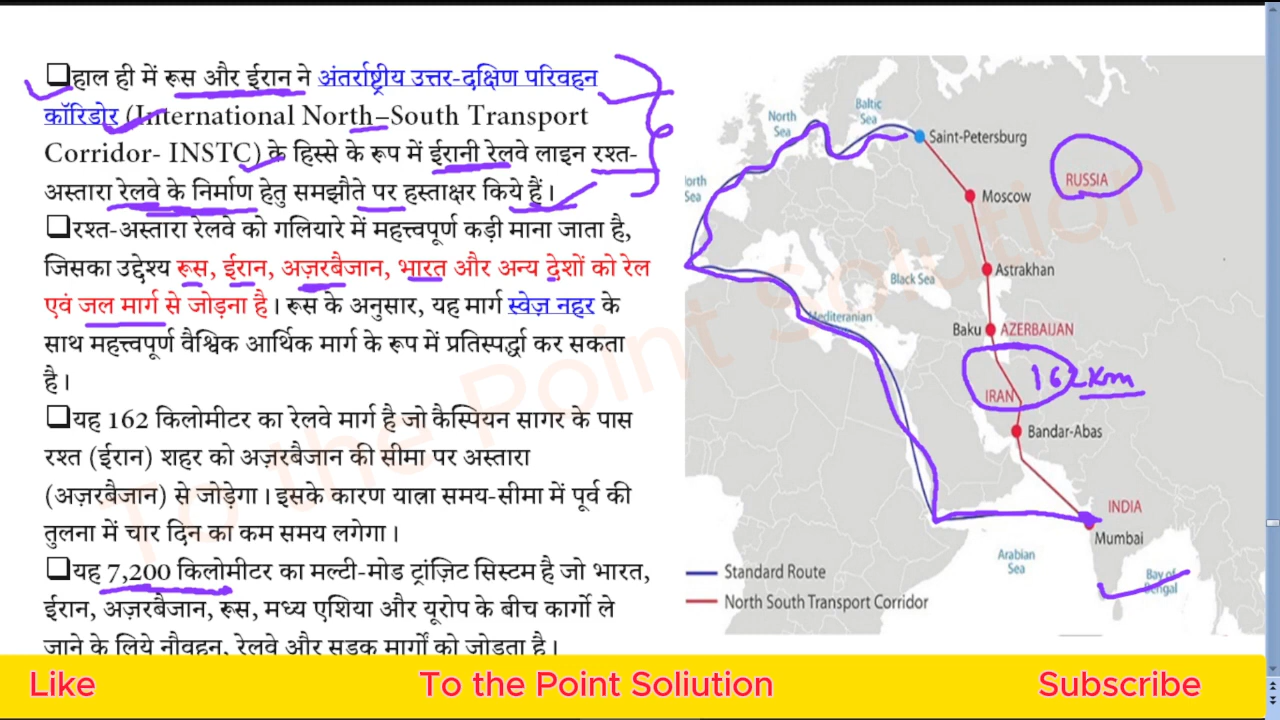 ❑हाल ही में रूस और ईरान ने अंतर्राष्ट्रीय उत्तर-दक्षिण परिवहन
कॉरिडोर (International North–South Transport
Corridor- INSTC) के हिस्से के रूप में ईरानी रेलवे लाइन रश्त-
अस्तारा रेलवे के निर्माण हेतु समझौते पर हस्ताक्षर किये हैं।
❑रश्त-अस्तारा रेलवे को गलियारे में महत्त्वपूर्ण कड़ी माना जाता है,
जिसका उद्देश्य रूस, ईरान, अज़रबैजान, भारत और अन्य देशों को रेल
एवं जल मार्ग से जोड़ना है। रूस के अनुसार, यह मार्ग स्वेज़ नहर के
साथ महत्त्वपूर्ण वैश्विक आर्थिक मार्ग के रूप में प्रतिस्पर्द्धा कर सकता
है।
❑यह 162 किलोमीटर का रेलवे मार्ग है जो कैस्पियन सागर के पास
रश्त (ईरान) शहर को अज़रबैजान की सीमा पर अस्तारा
(अज़रबैजान) से जोड़ेगा। इसके कारण यात्रा समय-सीमा में पूर्व की
तुलना में चार दिन का कम समय लगेगा।
❑यह 7,200 किलोमीटर का मल्टी-मोड ट्रांज़िट सिस्टम है जो भारत,
ईरान, अज़रबैजान, रूस, मध्य एशिया और यूरोप के बीच कार्गो ले
जाने के लिये नौवहन, रेलवे और सड़क मार्गों को जोड़ता है।
North
Sea
Baltic
Sea
Saint-Petersburg
RUSSIA
orth
Sea
Moscow
Astrakhan
Black Sea
Mediteranian
Baku
AZERBAIJAN
IRAN
162 km
Bandar-Abas
INDIA
Mumbai
Arabian
Sea
Bay of
Bengal
Standard Route
North South Transport Corridor
To the Point Solution
Like
To the Point Soliution
Subscribe